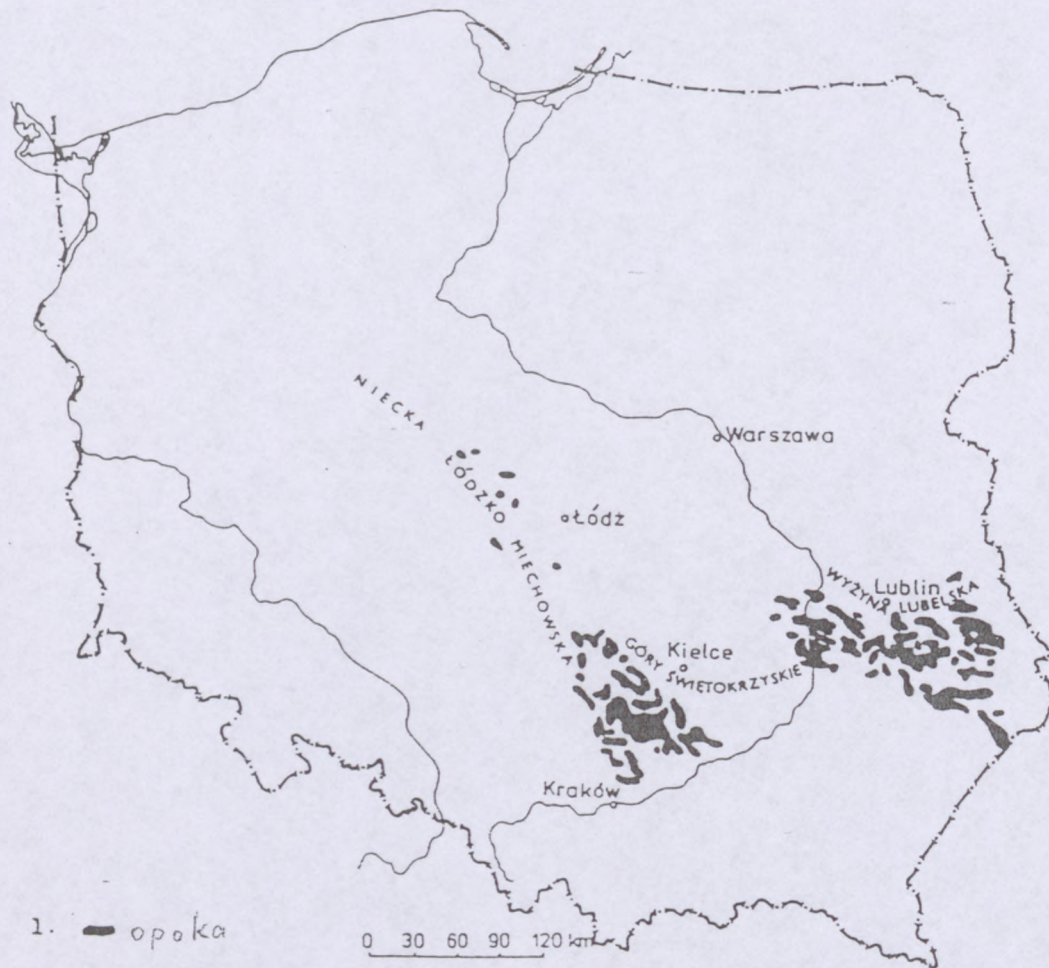 NIECKA
ŁÓDZKO
MIECHOWSKA
Warszawa
Łódź
WYŻYNA LUBELSKA
Lublin
Kielce
GÓRY
ŚWIĘTOKRZYSKIE
Kraków
1. opoka
0 30 60 90 120 km